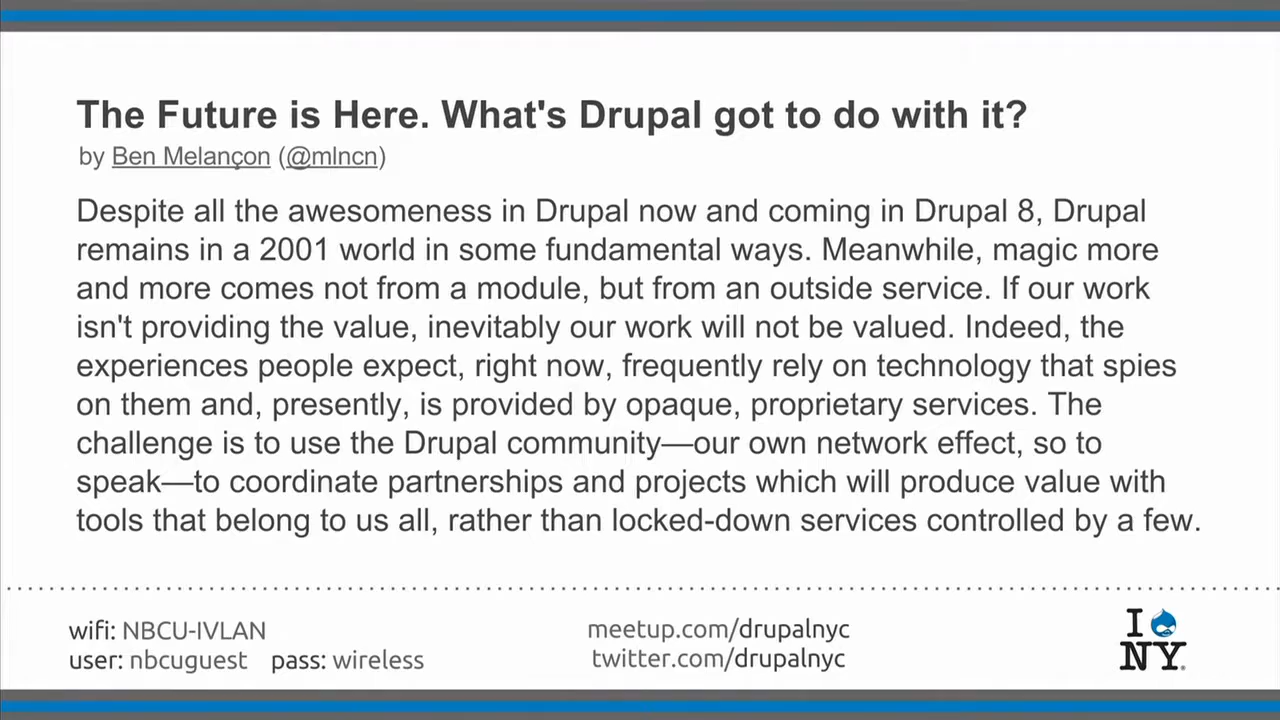 The Future is Here. What's Drupal got to do with it?
by Ben Melançon (@mlncn)
Despite all the awesomeness in Drupal now and coming in Drupal 8, Drupal
remains in a 2001 world in some fundamental ways. Meanwhile, magic more
and more comes not from a module, but from an outside service. If our work
isn't providing the value, inevitably our work will not be valued. Indeed, the
experiences people expect, right now, frequently rely on technology that spies
on them and, presently, is provided by opaque, proprietary services. The
challenge is to use the Drupal community—our own network effect, so to
speak—to coordinate partnerships and projects which will produce value with
tools that belong to us all, rather than locked-down services controlled by a few.
wifi: NBCU-IVLAN
user: nbcuguest pass: wireless
meetup.com/drupalnyc
twitter.com/drupalnyc
I
NY